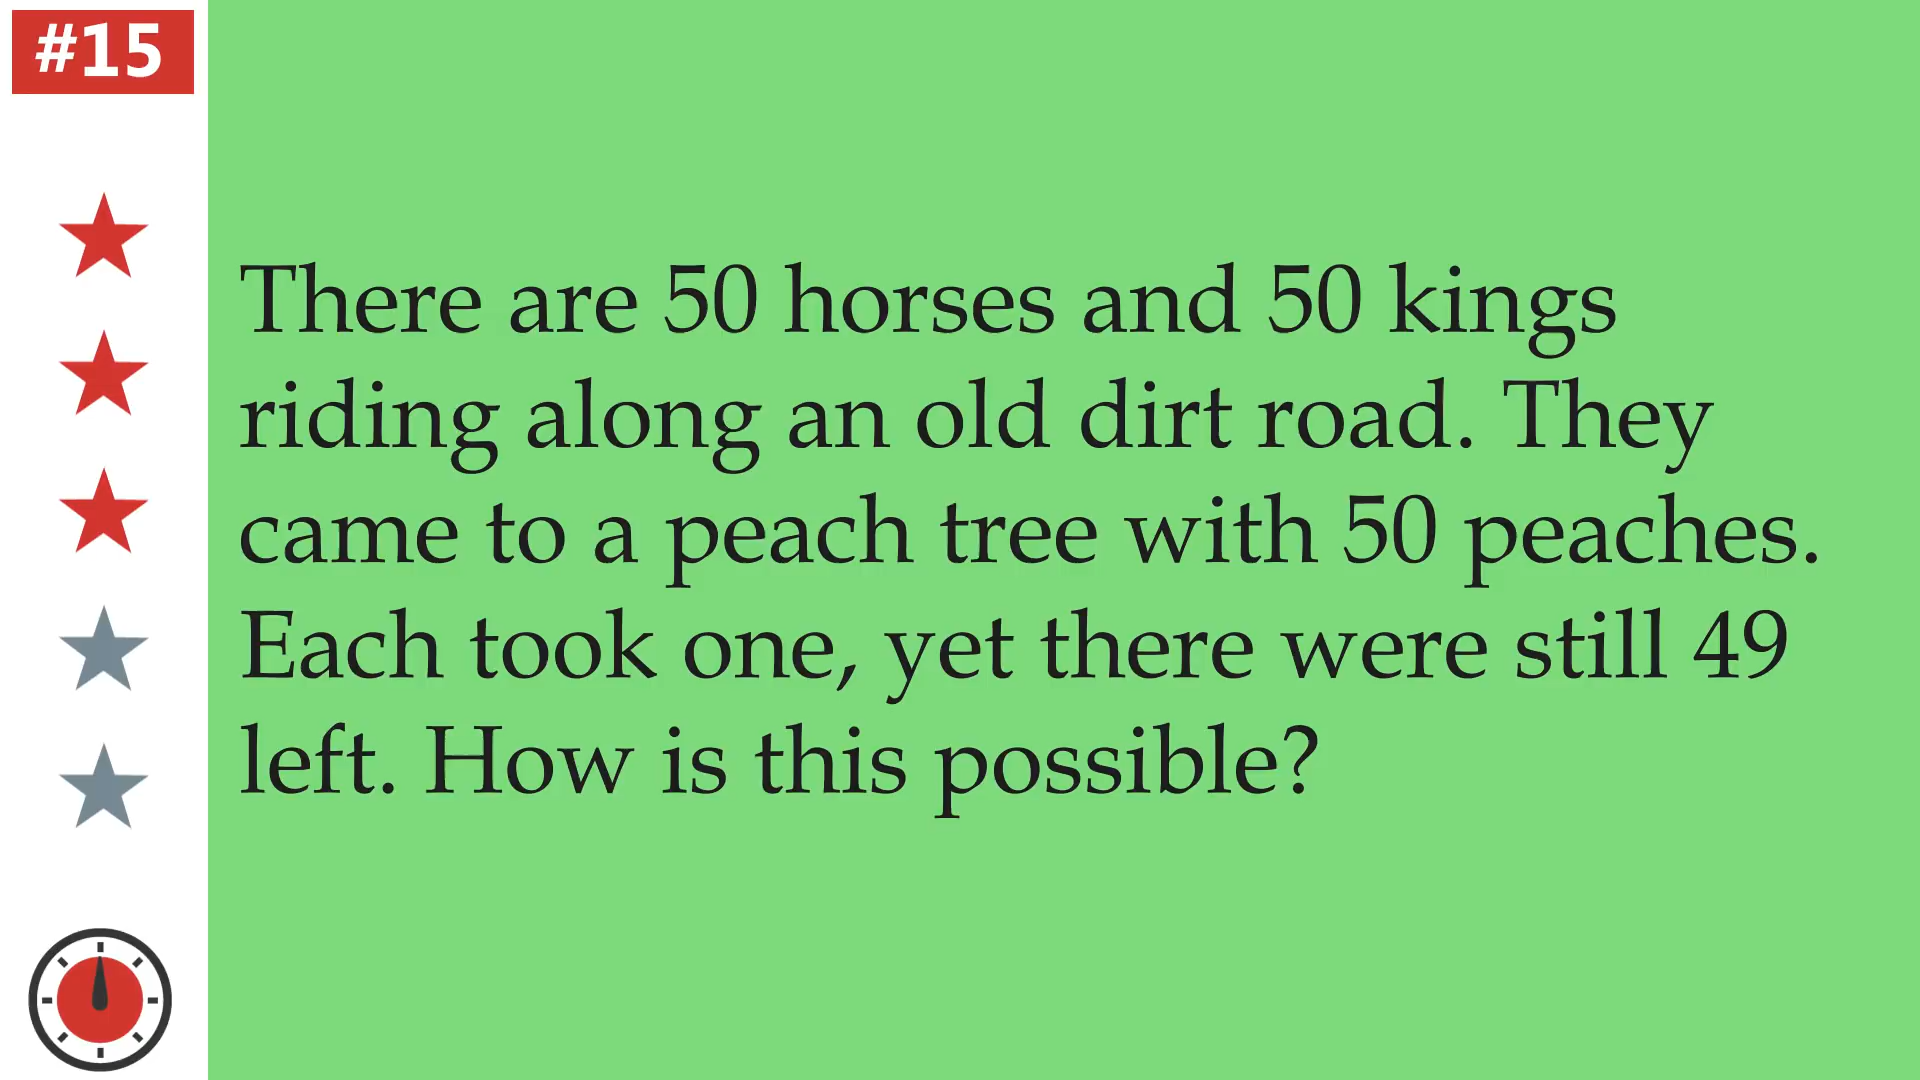 #15
There are 50 horses and 50 kings
riding along an old dirt road. They
came to a peach tree with 50 peaches.
Each took one, yet there were still 49
left. How is this possible?